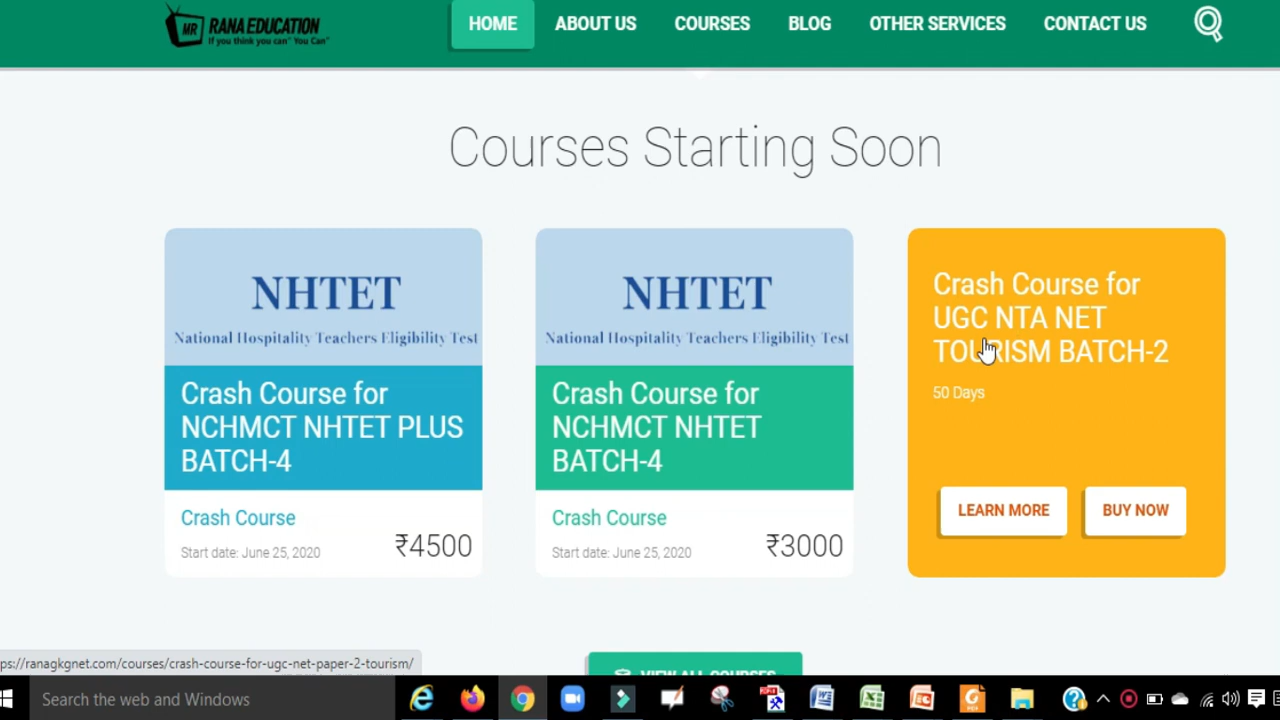 MR RANA EDUCATION
If you think you can" You Can"
HOME ABOUT US COURSES BLOG OTHER SERVICES CONTACT US
Courses Starting Soon
NHTET
National Hospitality Teachers Eligibility Test
Crash Course for
NCHMCT NHTET PLUS
BATCH-4
Crash Course
Start date: June 25, 2020
₹4500
NHTET
National Hospitality Teachers Eligibility Test
Crash Course for
NCHMCT NHTET
BATCH-4
Crash Course
Start date: June 25, 2020
₹3000
Crash Course for
UGC NTA NET
TOURISM BATCH-2
50 Days
LEARN MORE
BUY NOW
VIEW ALL COURSES
ps://ranagkgnet.com/courses/crash-course-for-ugc-net-paper-2-tourism/
Search the web and Windows